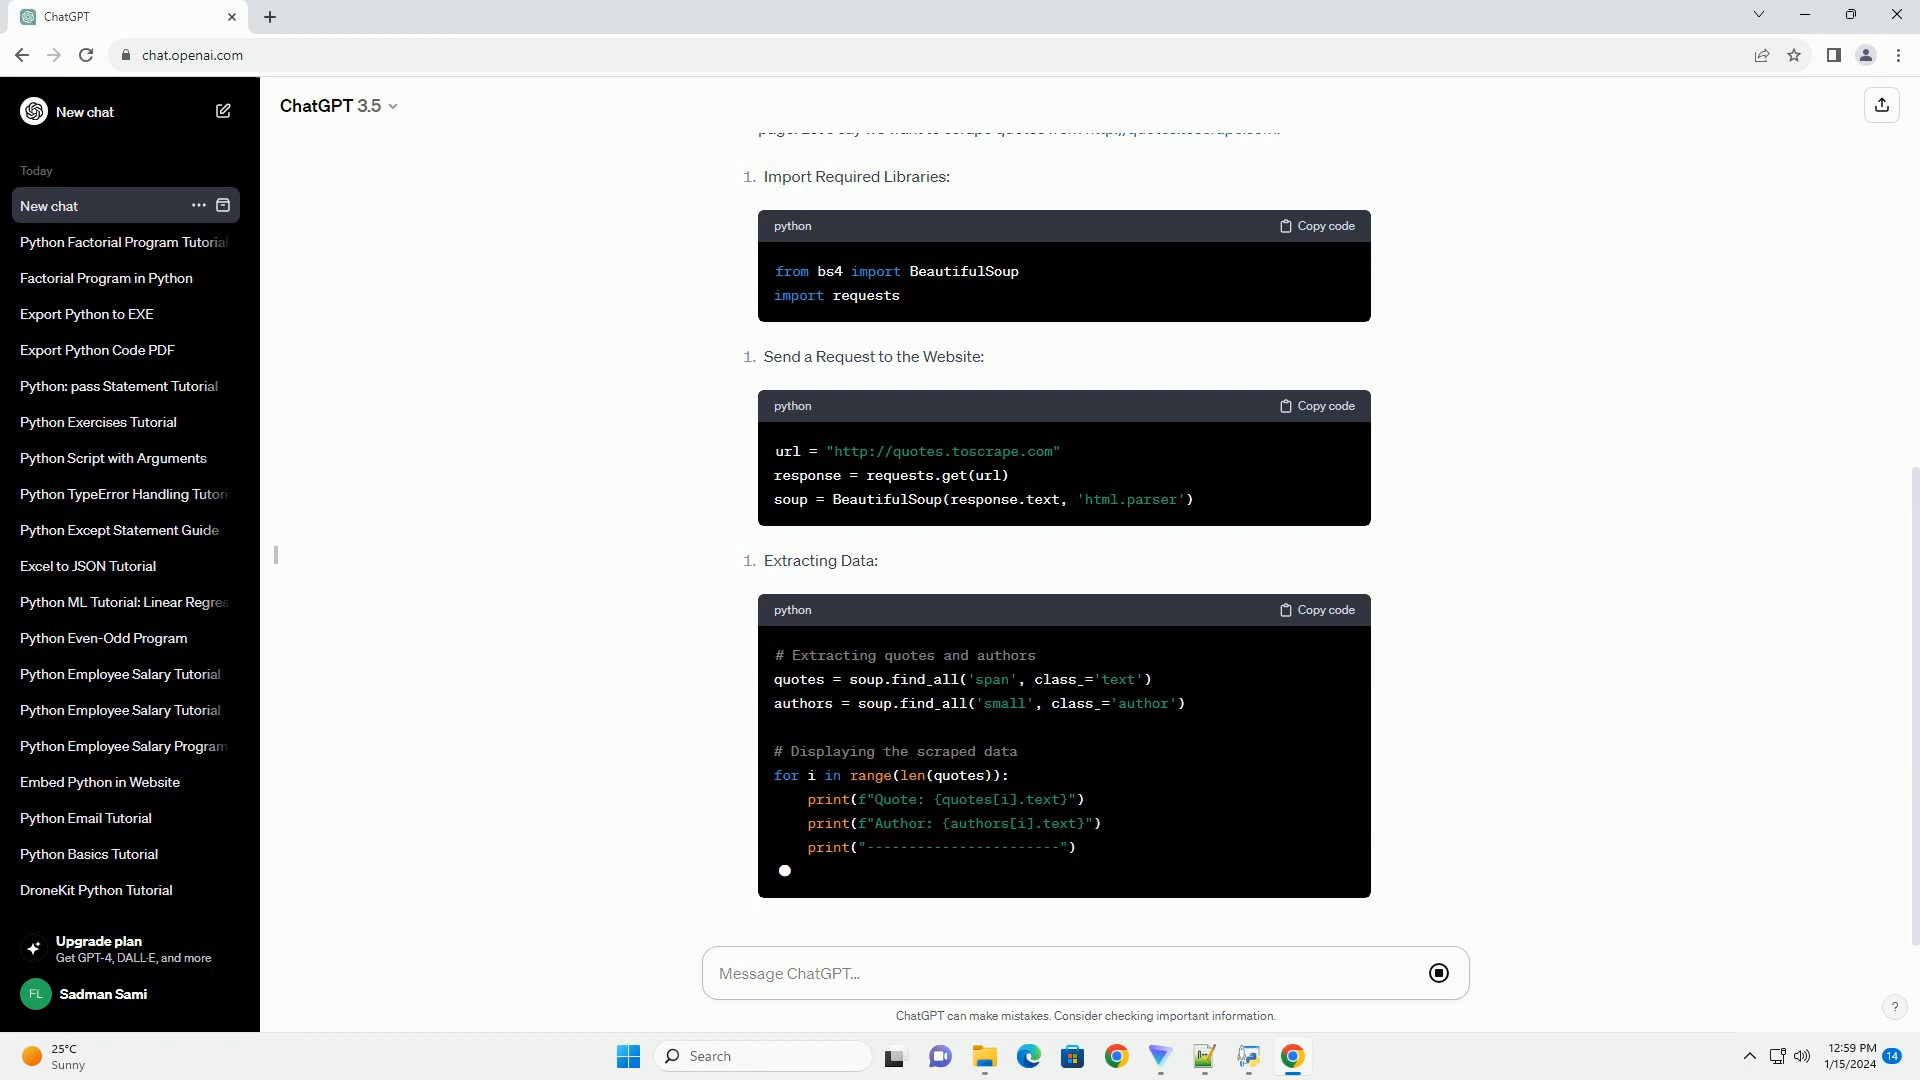 ChatGPT
chat.openai.com
New chat
ChatGPT 3.5
Today
New chat
Python Factorial Program Tutorial
Factorial Program in Python
Export Python to EXE
Export Python Code PDF
Python: pass Statement Tutorial
Python Exercises Tutorial
Python Script with Arguments
Python TypeError Handling Tutori
Python Except Statement Guide
Excel to JSON Tutorial
Python ML Tutorial: Linear Regres
Python Even-Odd Program
Python Employee Salary Tutorial
Python Employee Salary Tutorial
Python Employee Salary Program
Embed Python in Website
Python Email Tutorial
Python Basics Tutorial
DroneKit Python Tutorial
Upgrade plan
Get GPT-4, DALL·E, and more
FL Sadman Sami
1. Import Required Libraries:
python Copy code
from bs4 import BeautifulSoup
import requests
1. Send a Request to the Website:
python Copy code
url = "http://quotes.toscrape.com"
response = requests.get(url)
soup = BeautifulSoup(response.text, 'html.parser')
1. Extracting Data:
python Copy code
# Extracting quotes and authors
quotes = soup.find_all('span', class_='text')
authors = soup.find_all('small', class_='author')
# Displaying the scraped data
for i in range(len(quotes)):
print(f"Quote: {quotes[i].text}")
print(f"Author: {authors[i].text}")
print("-----------------------")
Message ChatGPT...
ChatGPT can make mistakes. Consider checking important information.
?
25°C
Sunny
Search
12:59 PM
1/15/2024
14